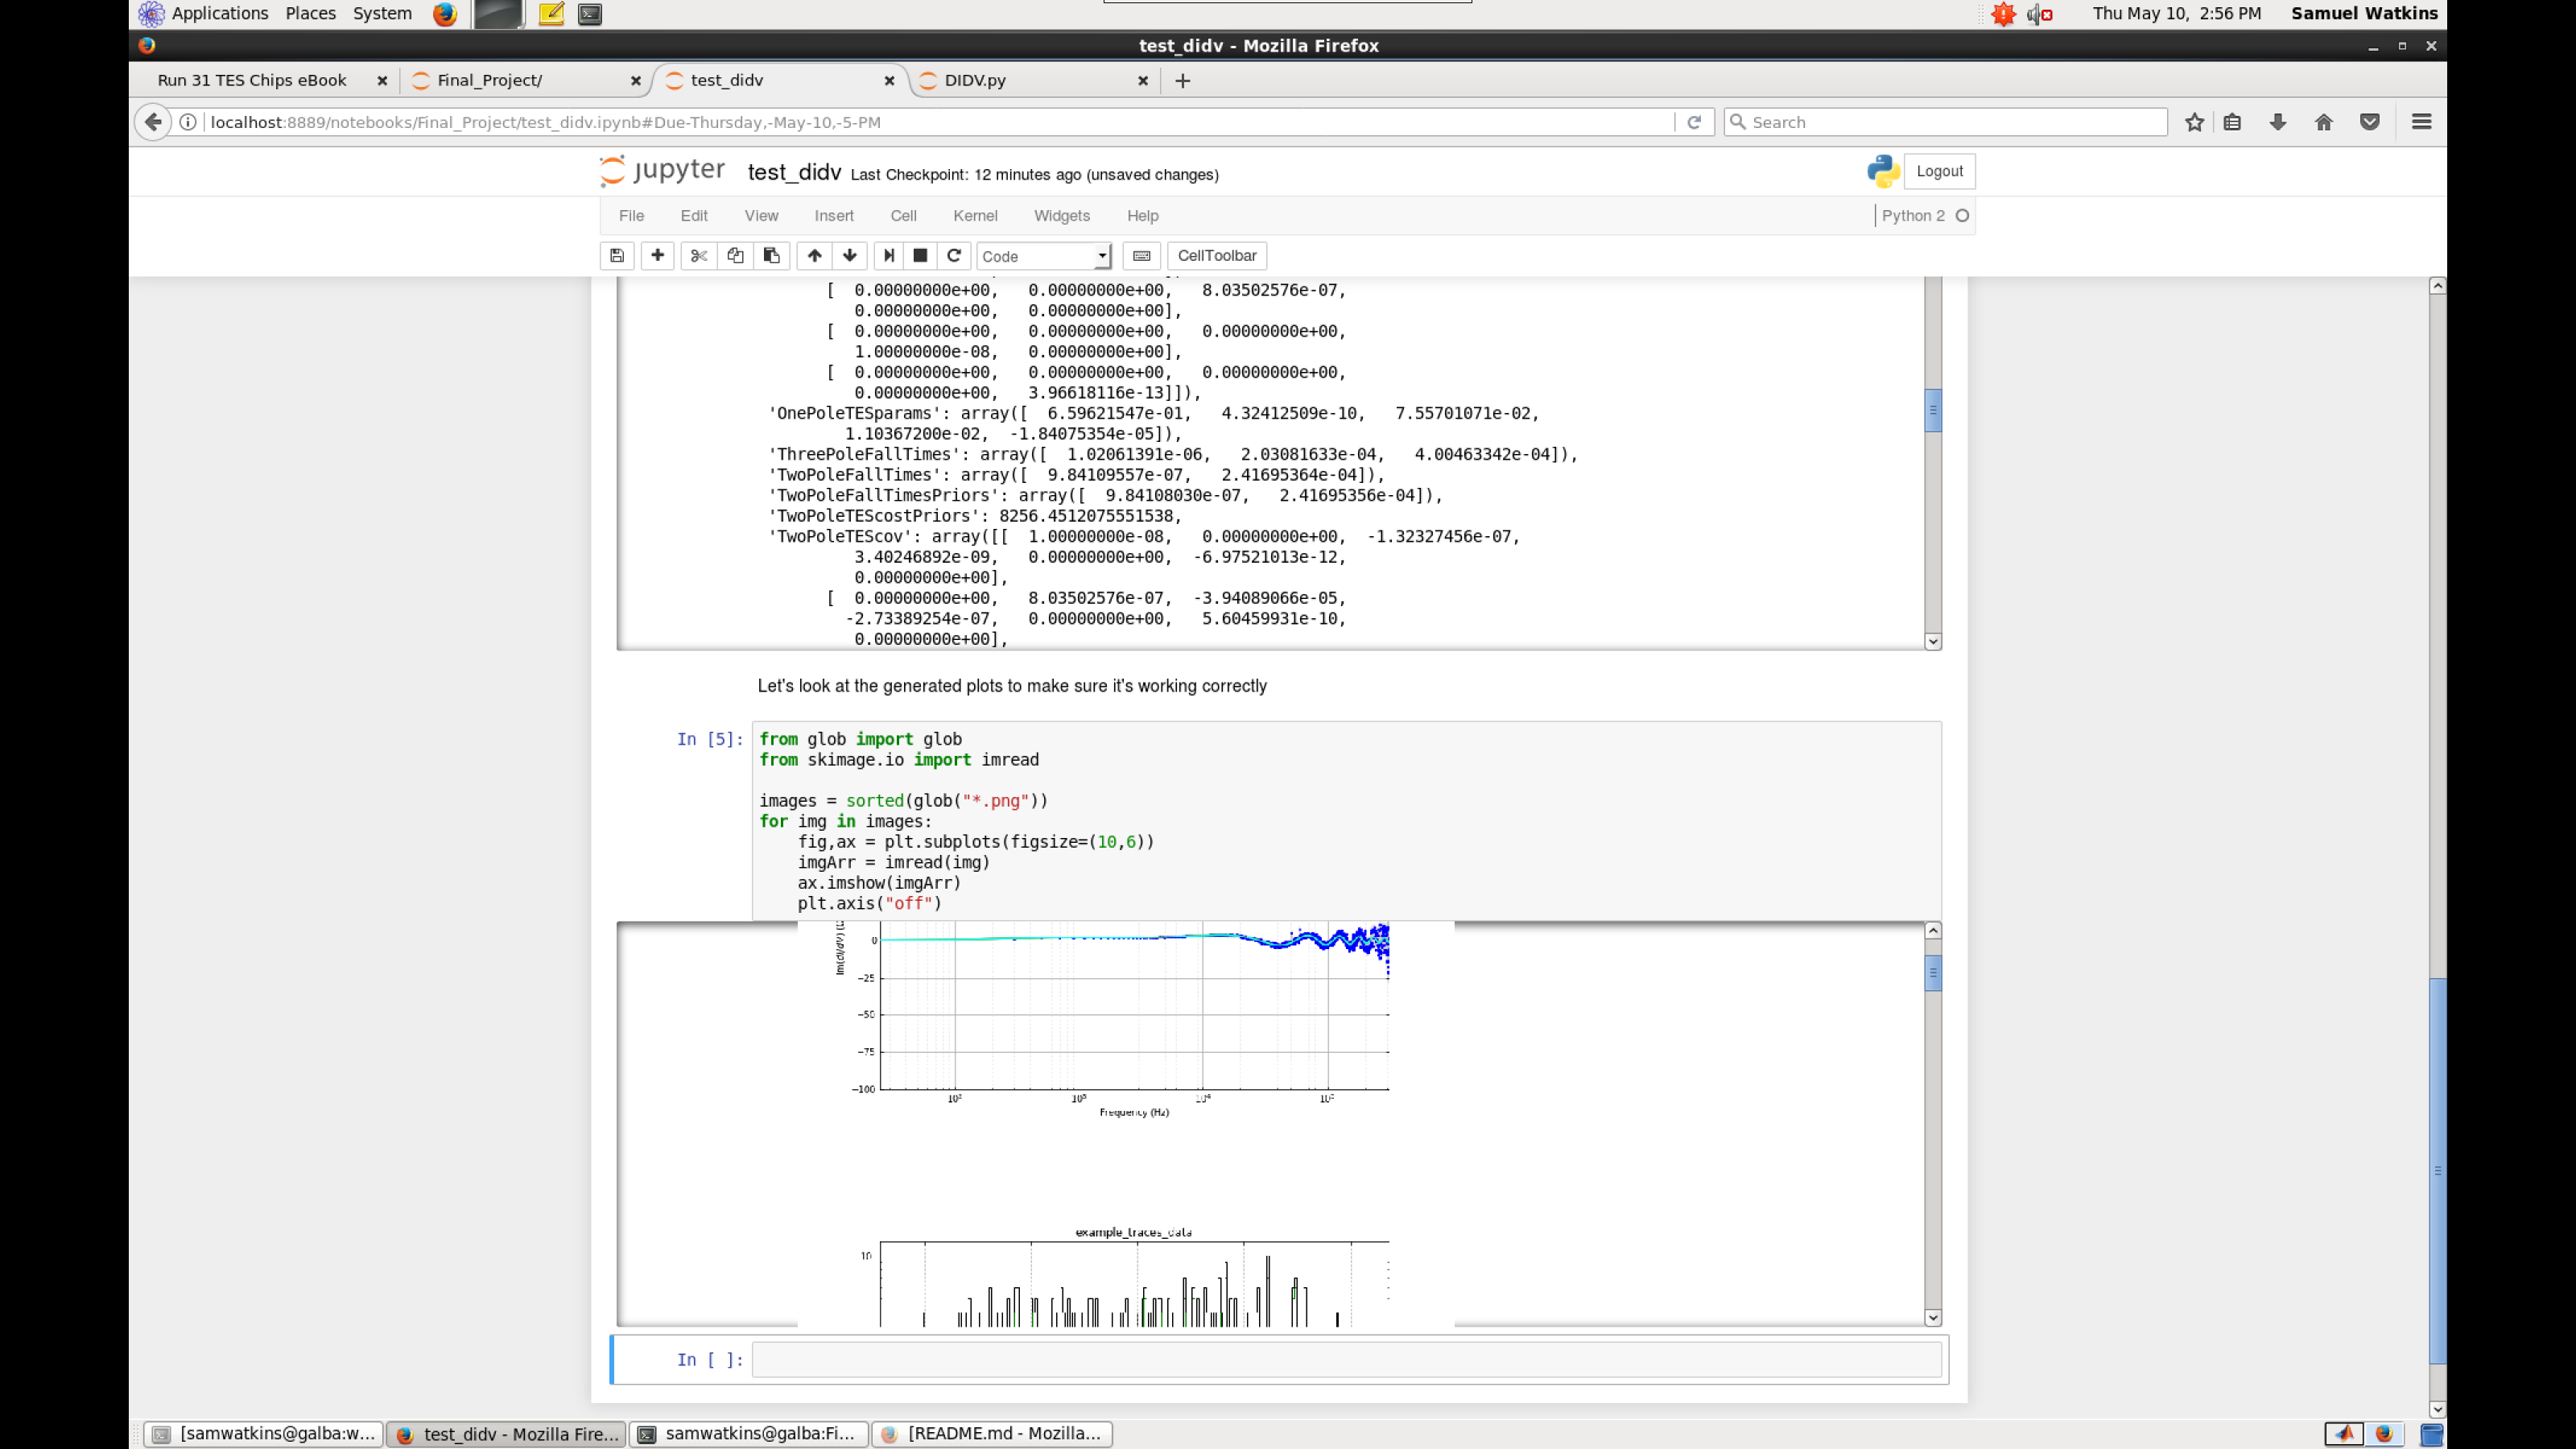 Applications Places System Thu May 10, 2:56 PM Samuel Watkins
test_didv - Mozilla Firefox
Run 31 TES Chips eBook Final_Project/ test_didv DIDV.py
localhost:8889/notebooks/Final_Project/test_didv.ipynb#Due-Thursday,-May-10,-5-PM Search
jupyter test_didv Last Checkpoint: 12 minutes ago (unsaved changes) Logout
File Edit View Insert Cell Kernel Widgets Help Python 2
Code CellToolbar
[ 0.00000000e+00, 0.00000000e+00, 8.03502576e-07,
0.00000000e+00, 0.00000000e+00],
[ 0.00000000e+00, 0.00000000e+00, 0.00000000e+00,
1.00000000e-08, 0.00000000e+00],
[ 0.00000000e+00, 0.00000000e+00, 0.00000000e+00,
0.00000000e+00, 3.96618116e-13]]),
'OnePoleTESparams': array([ 6.59621547e-01, 4.32412509e-10, 7.55701071e-02,
1.10367200e-02, -1.84075354e-05]),
'ThreePoleFallTimes': array([ 1.02061391e-06, 2.03081633e-04, 4.00463342e-04]),
'TwoPoleFallTimes': array([ 9.84109557e-07, 2.41695364e-04]),
'TwoPoleFallTimesPriors': array([ 9.84108030e-07, 2.41695356e-04]),
'TwoPoleTEScostPriors': 8256.4512075551538,
'TwoPoleTEScov': array([[ 1.00000000e-08, 0.00000000e+00, -1.32327456e-07,
3.40246892e-09, 0.00000000e+00, -6.97521013e-12,
0.00000000e+00],
[ 0.00000000e+00, 8.03502576e-07, -3.94089066e-05,
-2.73389254e-07, 0.00000000e+00, 5.60459931e-10,
0.00000000e+00],
Let's look at the generated plots to make sure it's working correctly
In [5]: from glob import glob
from skimage.io import imread
images = sorted(glob("*.png"))
for img in images:
fig,ax = plt.subplots(figsize=(10,6))
imgArr = imread(img)
ax.imshow(imgArr)
plt.axis("off")
Im(dI/dV)
0
−25
−50
−75
−100
10² 10³ 10⁴ 10⁵
Frequency (Hz)
example_traces_data
10
In [ ]:
[samwatkins@galba:w... test_didv - Mozilla Fire... samwatkins@galba:Fi... [README.md - Mozilla...